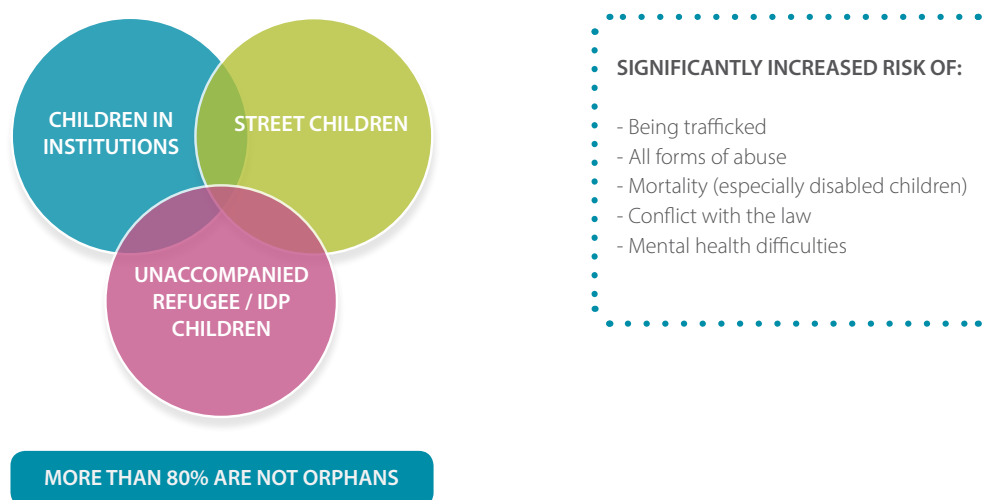 CHILDREN IN
INSTITUTIONS
STREET CHILDREN
UNACCOMPANIED
REFUGEE / IDP
CHILDREN
MORE THAN 80% ARE NOT ORPHANS
SIGNIFICANTLY INCREASED RISK OF:
- Being trafficked
- All forms of abuse
- Mortality (especially disabled children)
- Conflict with the law
- Mental health difficulties